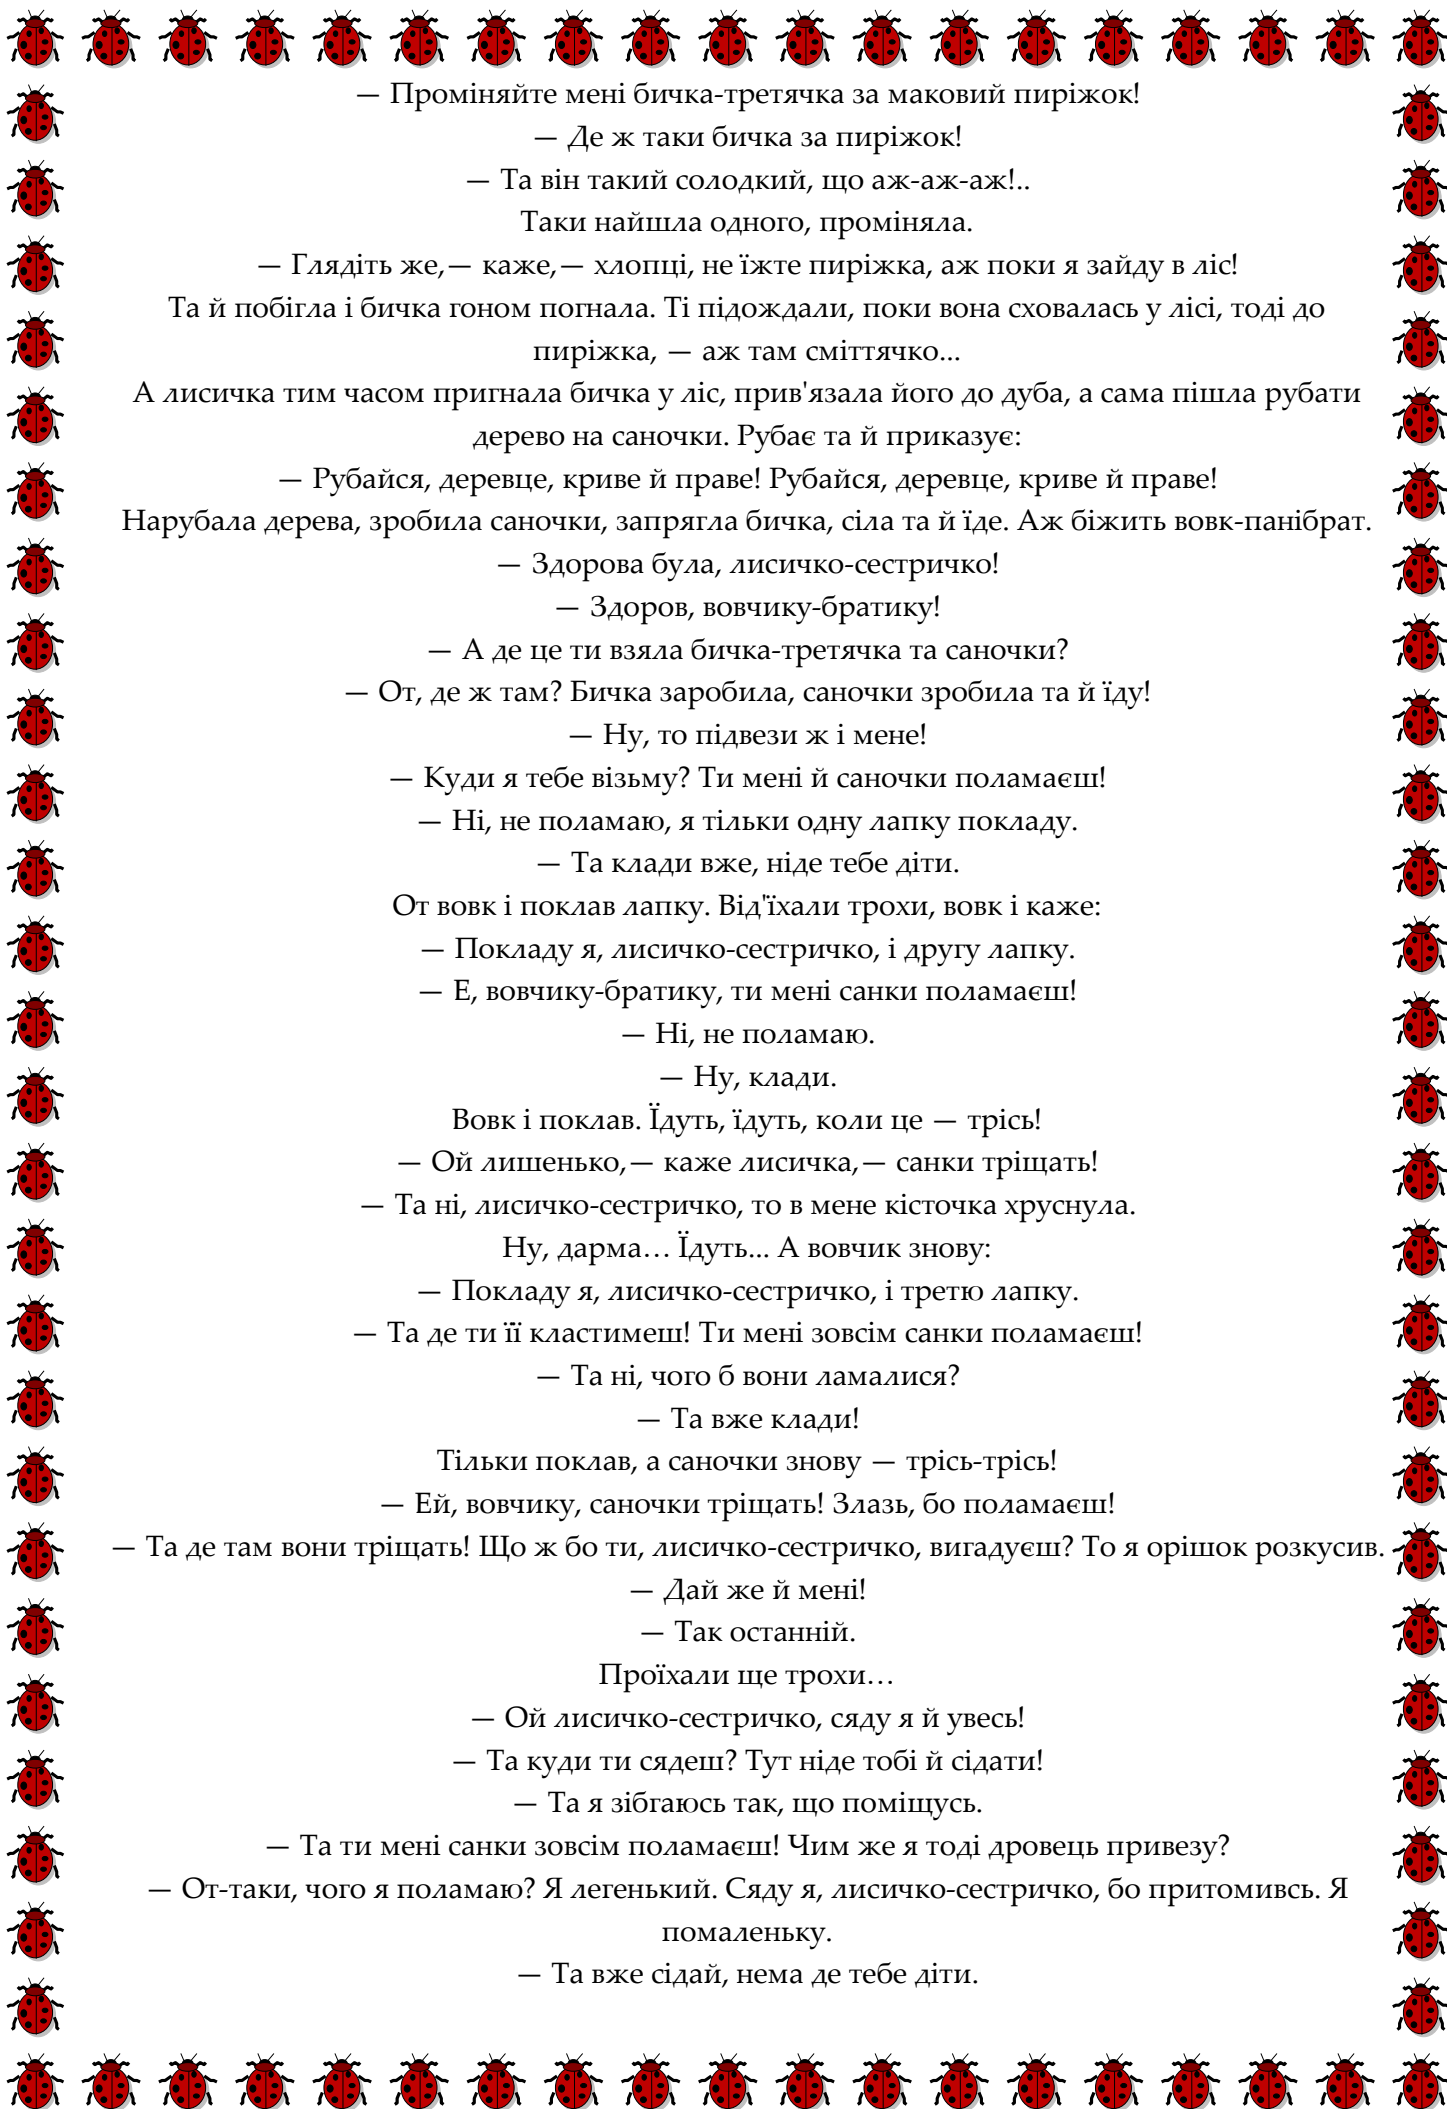 — Проміняйте мені бичка-третячка за маковий пиріжок!
— Де ж таки бичка за пиріжок!
— Та він такий солодкий, що аж-аж-аж!..
Таки найшла одного, проміняла.
— Глядіть же,— каже,— хлопці, не їжте пиріжка, аж поки я зайду в ліс!
Та й побігла і бичка гоном погнала. Ті підождали, поки вона сховалась у лісі, тоді до
пиріжка, — аж там сміттячко...
А лисичка тим часом пригнала бичка у ліс, прив'язала його до дуба, а сама пішла рубати
дерево на саночки. Рубає та й приказує:
— Рубайся, деревце, криве й праве! Рубайся, деревце, криве й праве!
Нарубала дерева, зробила саночки, запрягла бичка, сіла та й їде. Аж біжить вовк-панібрат.
— Здорова була, лисичко-сестричко!
— Здоров, вовчику-братику!
— А де це ти взяла бичка-третячка та саночки?
— От, де ж там? Бичка заробила, саночки зробила та й їду!
— Ну, то підвези ж і мене!
— Куди я тебе візьму? Ти мені й саночки поламаєш!
— Ні, не поламаю, я тільки одну лапку покладу.
— Та клади вже, ніде тебе діти.
От вовк і поклав лапку. Від'їхали трохи, вовк і каже:
— Покладу я, лисичко-сестричко, і другу лапку.
— Е, вовчику-братику, ти мені санки поламаєш!
— Ні, не поламаю.
— Ну, клади.
Вовк і поклав. Їдуть, їдуть, коли це — трісь!
— Ой лишенько,— каже лисичка,— санки тріщать!
— Та ні, лисичко-сестричко, то в мене кісточка хруснула.
Ну, дарма… Їдуть... А вовчик знову:
— Покладу я, лисичко-сестричко, і третю лапку.
— Та де ти її кластимеш! Ти мені зовсім санки поламаєш!
— Та ні, чого б вони ламалися?
— Та вже клади!
Тільки поклав, а саночки знову — трісь-трісь!
— Ей, вовчику, саночки тріщать! Злазь, бо поламаєш!
— Та де там вони тріщать! Що ж бо ти, лисичко-сестричко, вигадуєш? То я орішок розкусив.
— Дай же й мені!
— Так останній.
Проїхали ще трохи…
— Ой лисичко-сестричко, сяду я й увесь!
— Та куди ти сядеш? Тут ніде тобі й сідати!
— Та я зібгаюсь так, що поміщусь.
— Та ти мені санки зовсім поламаєш! Чим же я тоді дровець привезу?
— От-таки, чого я поламаю? Я легенький. Сяду я, лисичко-сестричко, бо притомивсь. Я
помаленьку.
— Та вже сідай, нема де тебе діти.